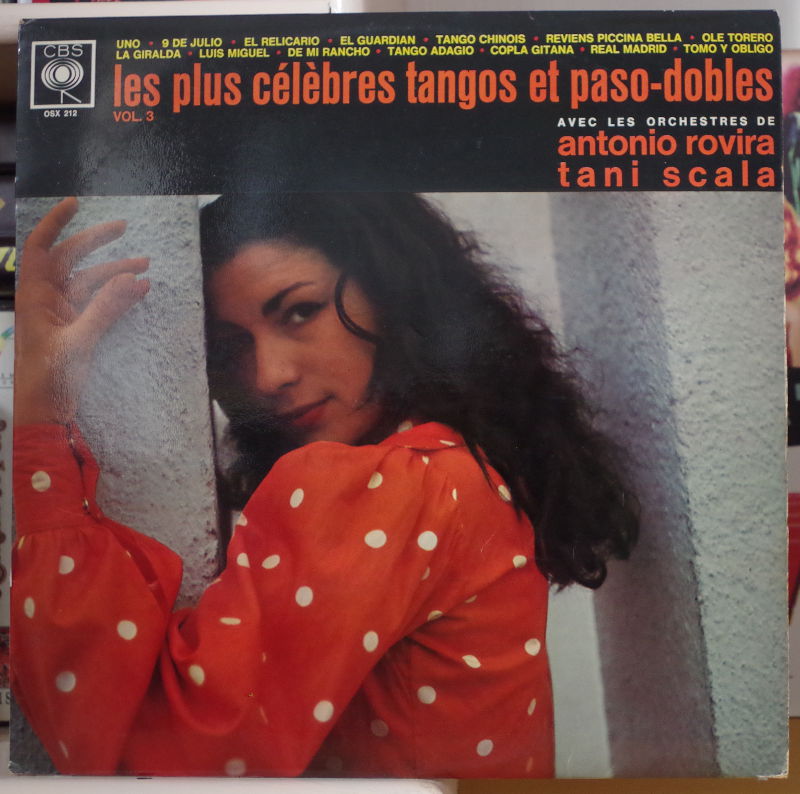 CBS
OSX 212
UNO • 9 DE JULIO • EL RELICARIO • EL GUARDIAN • TANGO CHINOIS • REVIENS PICCINA BELLA • OLE TORERO
LA GIRALDA • LUIS MIGUEL • DE MI RANCHO • TANGO ADAGIO • COPLA GITANA • REAL MADRID • TOMO Y OBLIGO
les plus célèbres tangos et paso-dobles
VOL. 3
AVEC LES ORCHESTRES DE
antonio rovira
tani scala